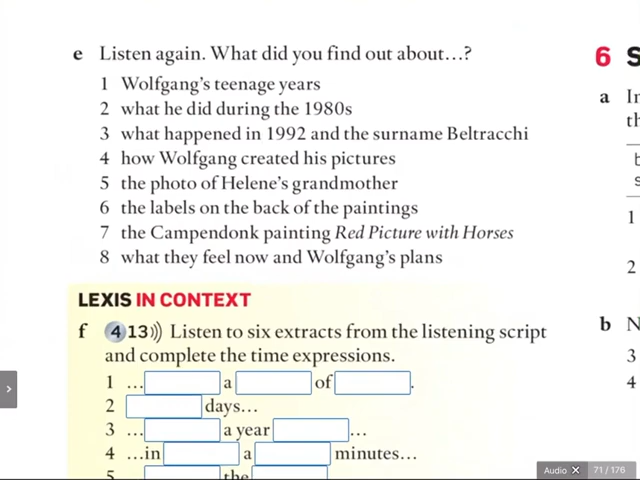 e Listen again. What did you find out about…?
1 Wolfgang's teenage years
2 what he did during the 1980s
3 what happened in 1992 and the surname Beltracchi
4 how Wolfgang created his pictures
5 the photo of Helene's grandmother
6 the labels on the back of the paintings
7 the Campendonk painting Red Picture with Horses
8 what they feel now and Wolfgang's plans
LEXIS IN CONTEXT
f 4 13)) Listen to six extracts from the listening script
and complete the time expressions.
1 … a of .
2 days…
3 … a year …
4 …in a minutes…
5 the
6 S
a In
th
1
2
b N
3
4
Audio X 71 / 176